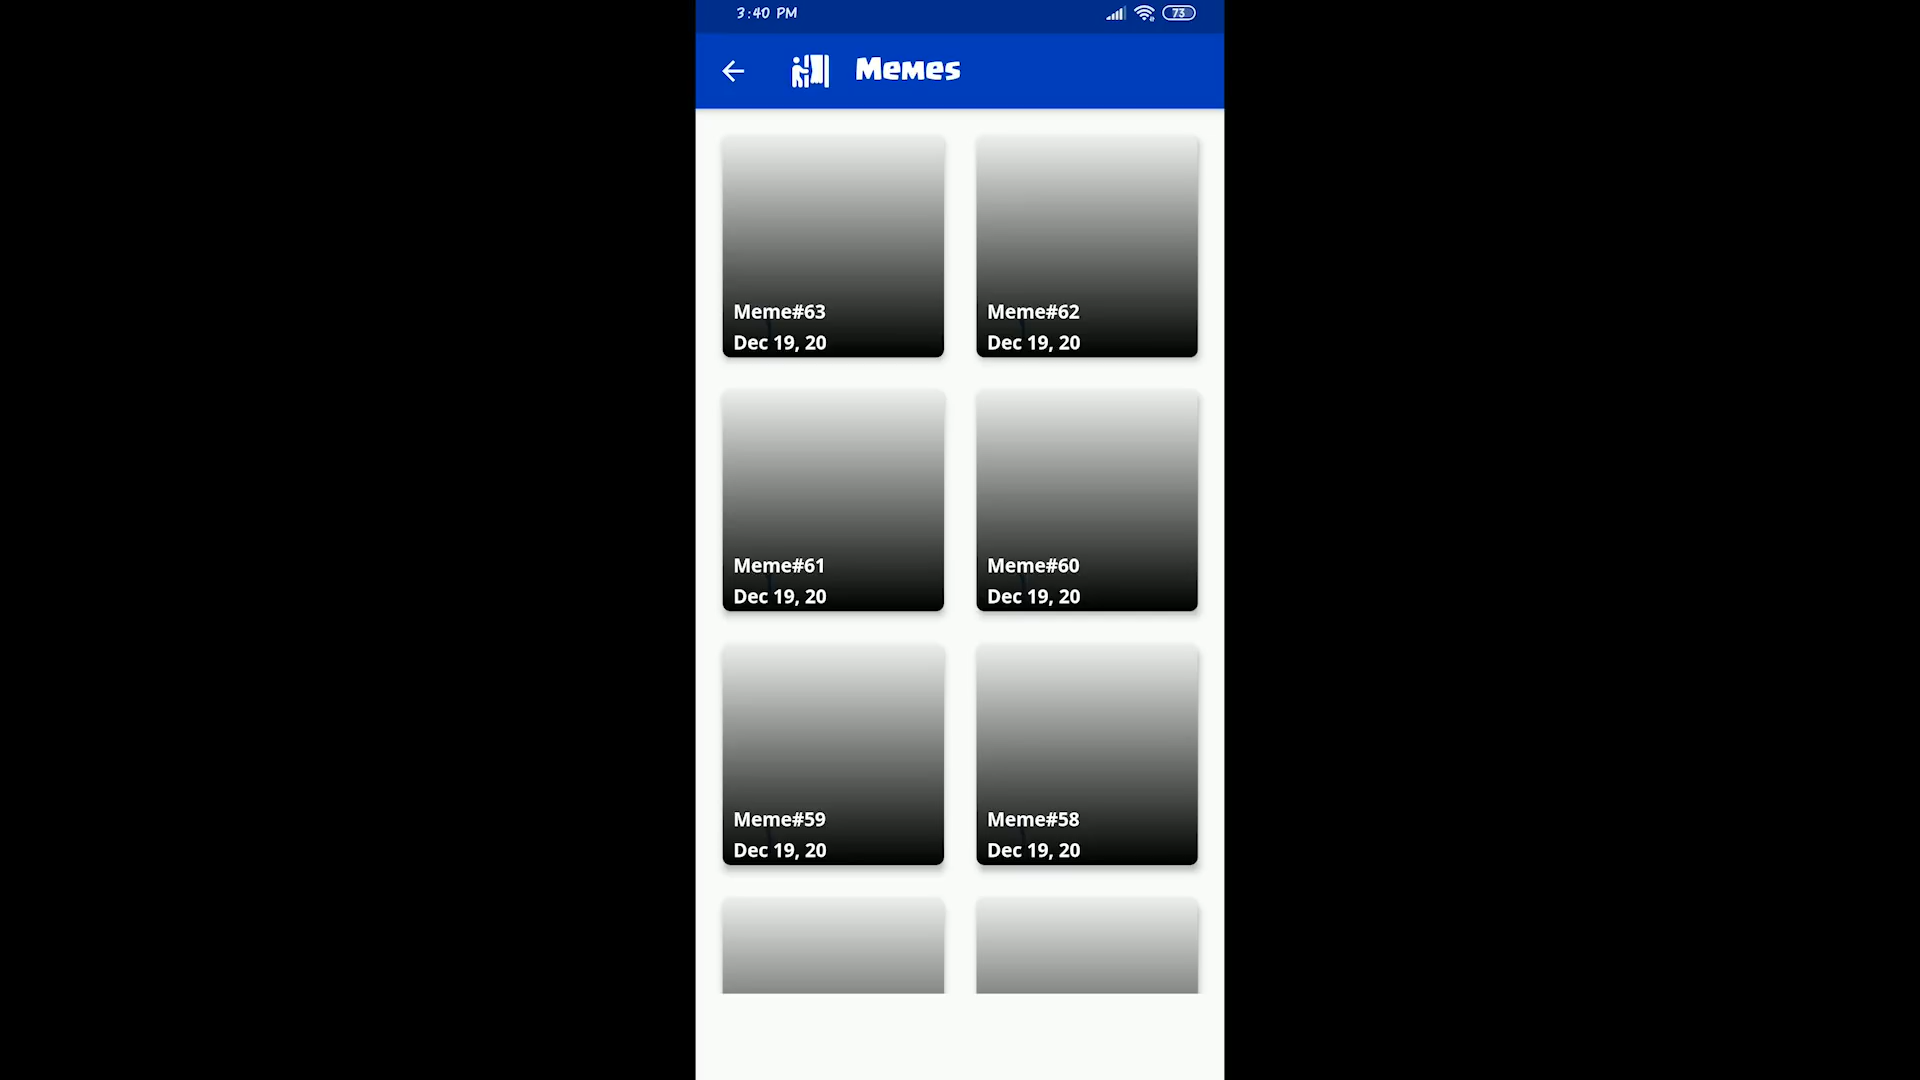 3:40 PM
73
Memes
Meme#63
Dec 19, 20
Meme#62
Dec 19, 20
Meme#61
Dec 19, 20
Meme#60
Dec 19, 20
Meme#59
Dec 19, 20
Meme#58
Dec 19, 20